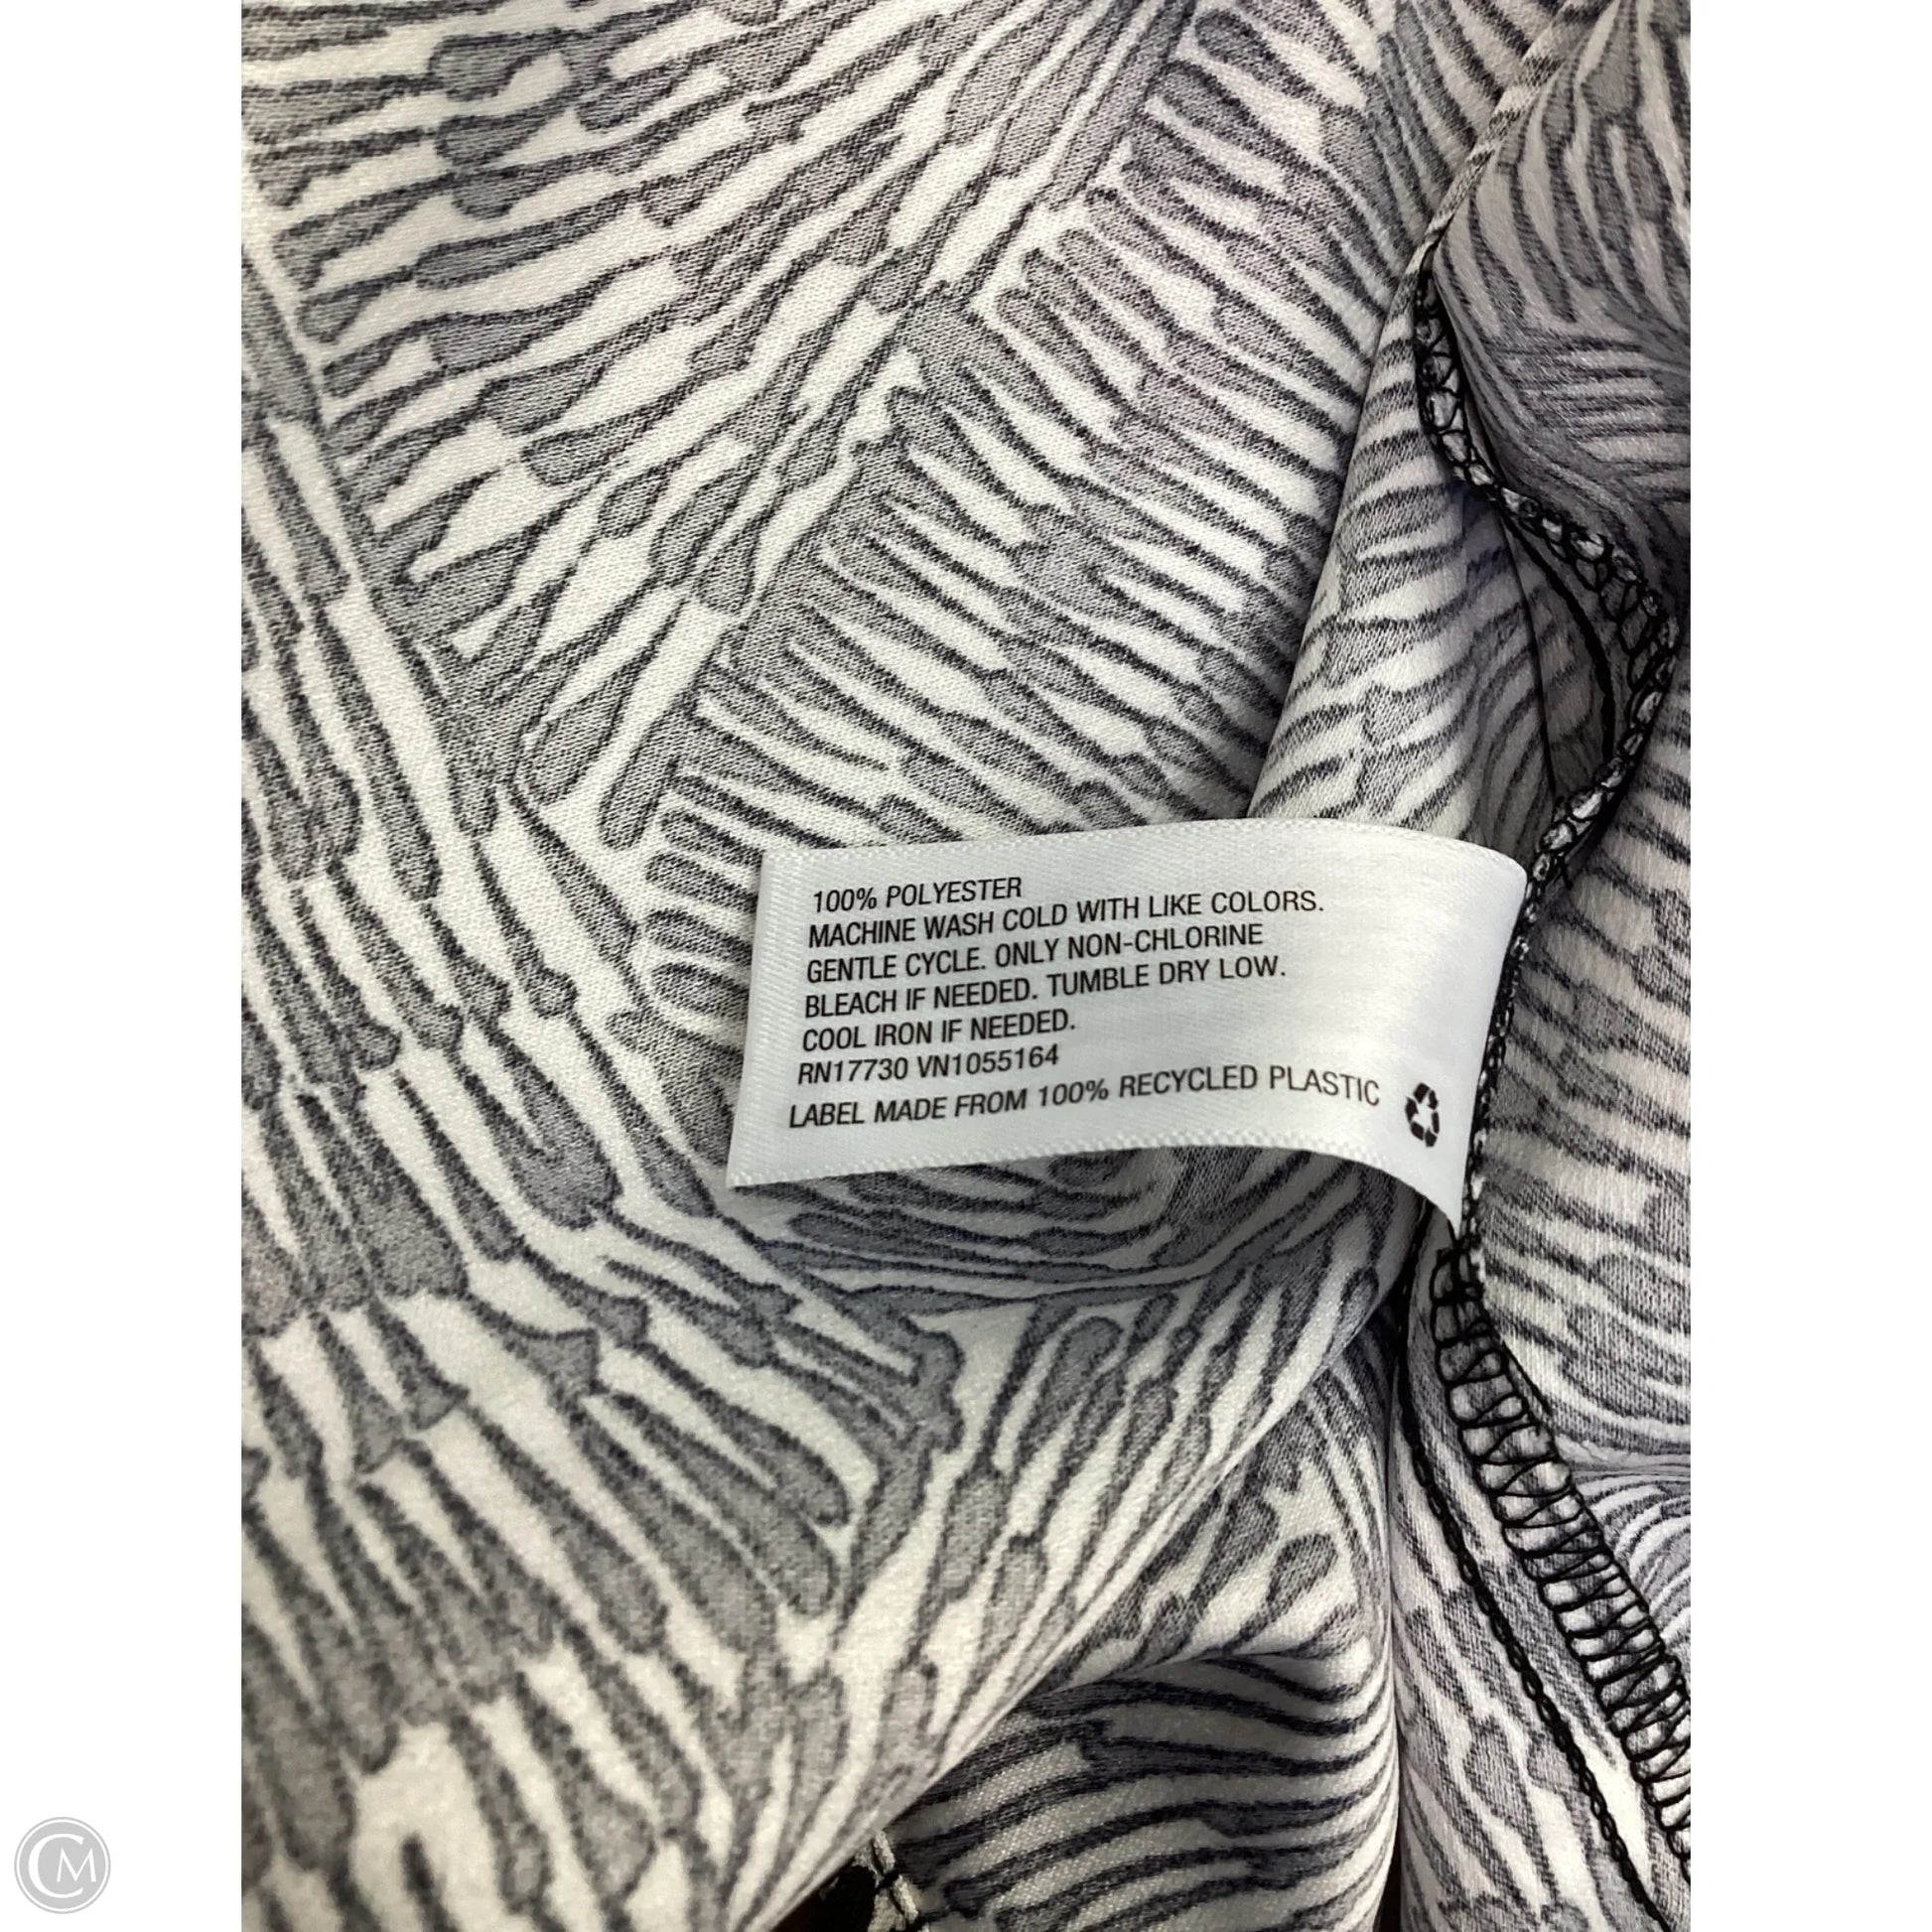 100% POLYESTER
MACHINE WASH COLD WITH LIKE COLORS.
GENTLE CYCLE. ONLY NON-CHLORINE
BLEACH IF NEEDED. TUMBLE DRY LOW.
COOL IRON IF NEEDED.
RN17730 VN1055164
LABEL MADE FROM 100% RECYCLED PLASTIC
CM